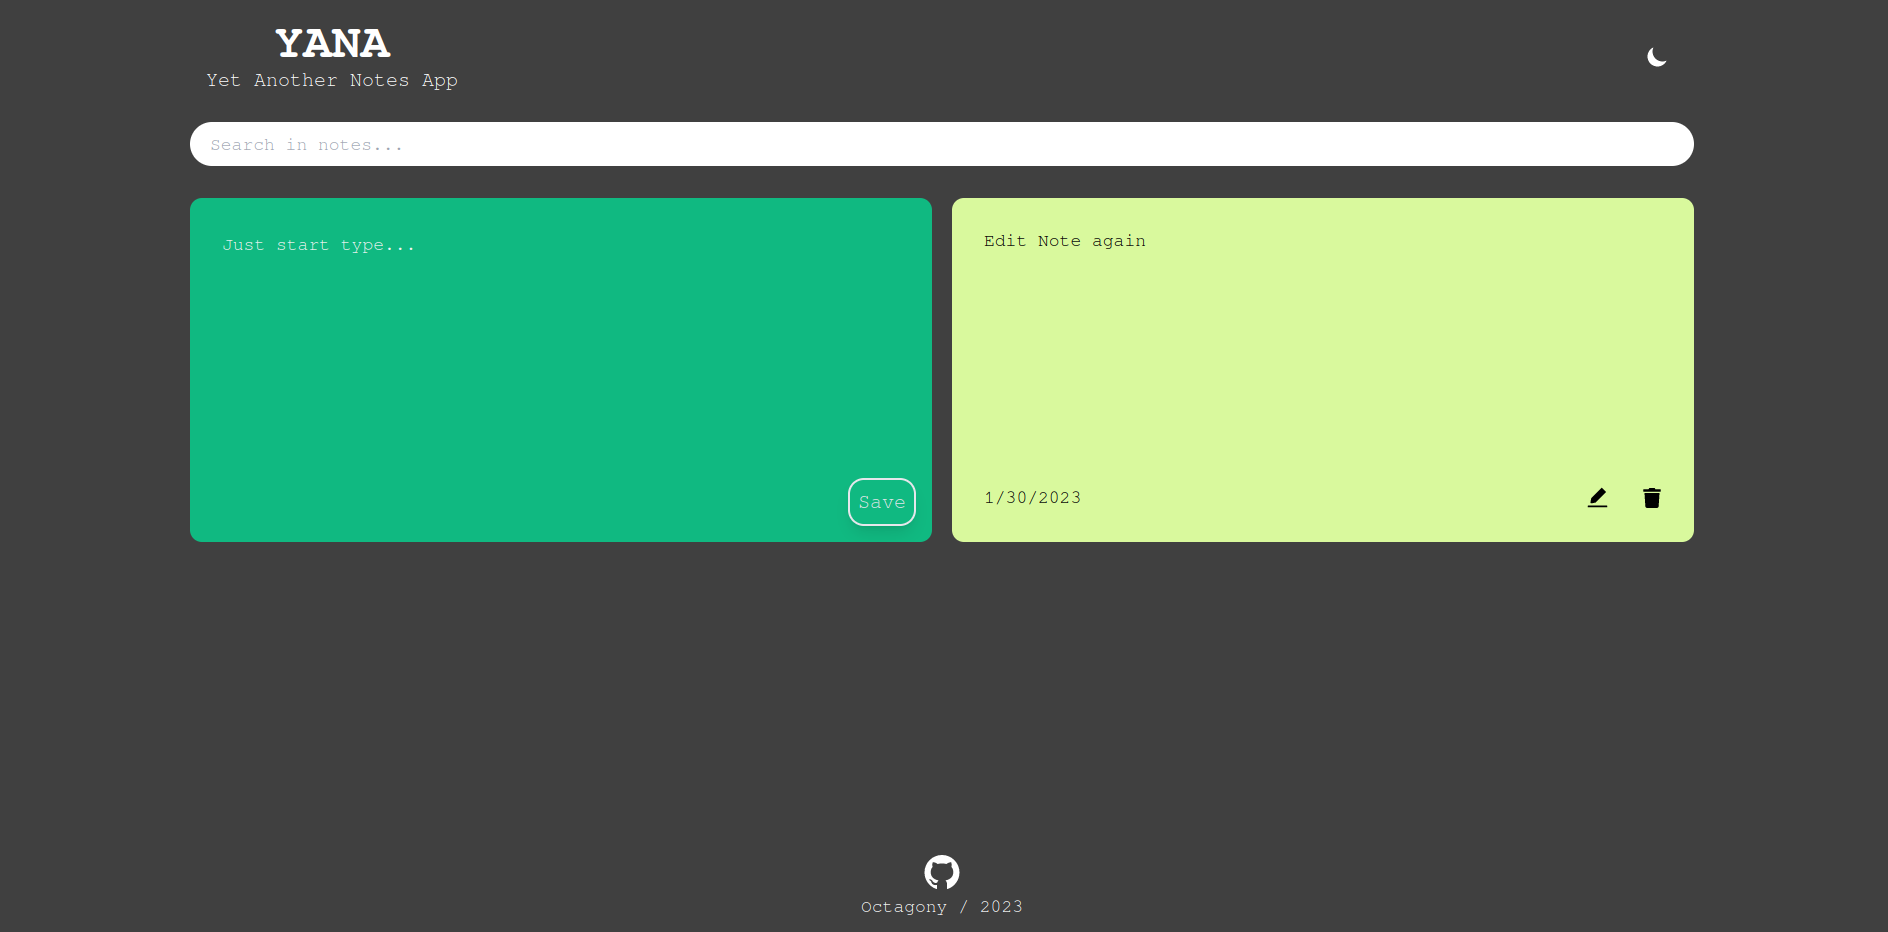 YANA
Yet Another Notes App
Search in notes...
Just start type...
Save
Edit Note again
1/30/2023
Octagony / 2023